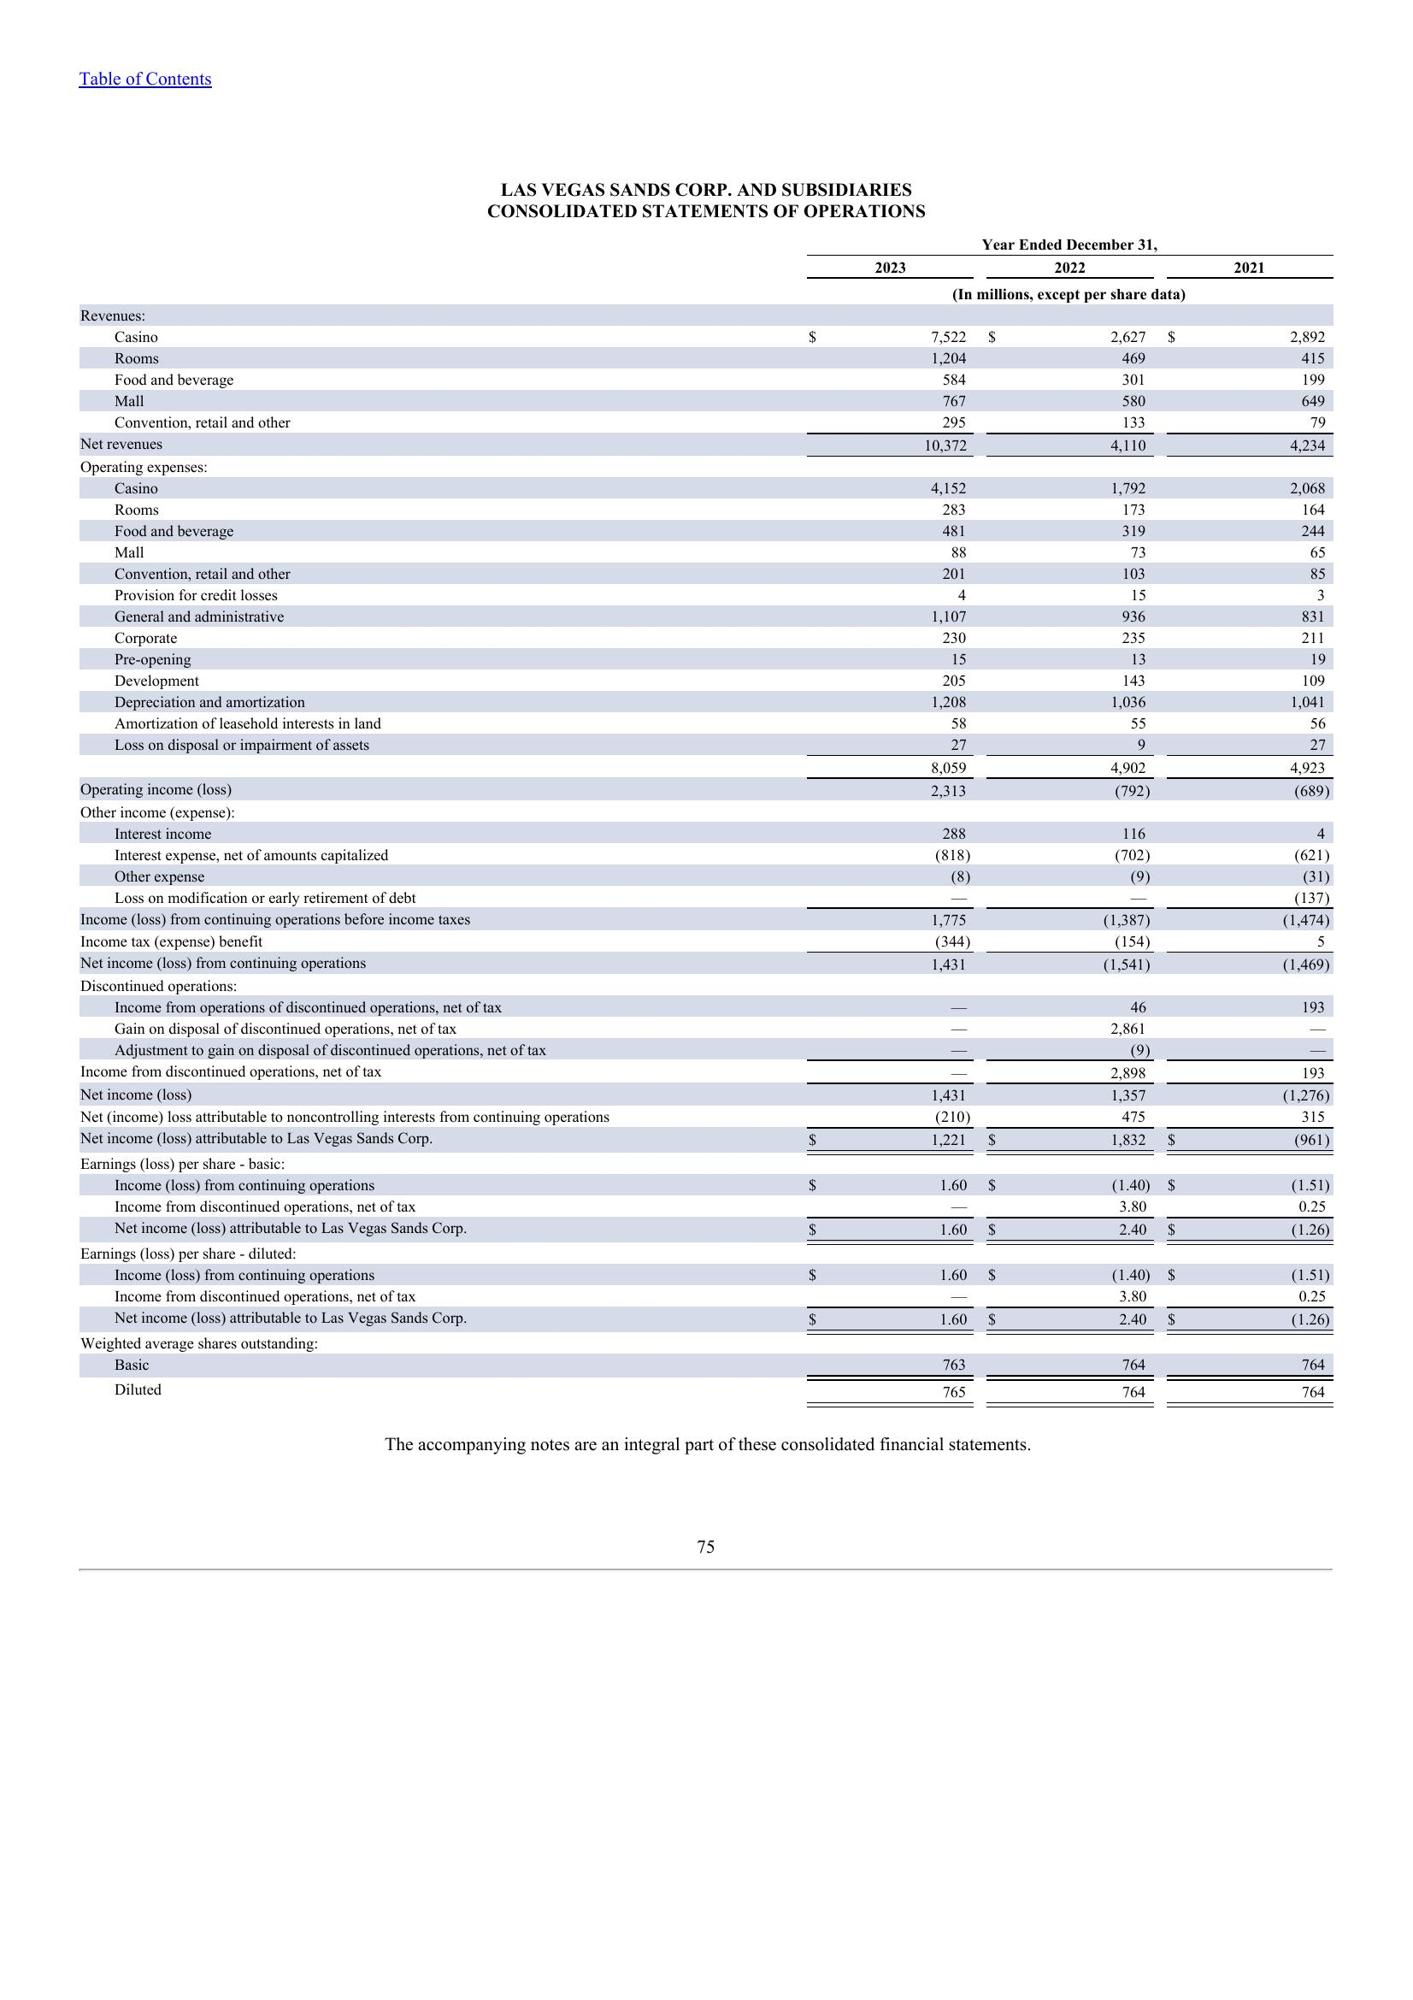 Table of Contents
LAS VEGAS SANDS CORP. AND SUBSIDIARIES
CONSOLIDATED STATEMENTS OF OPERATIONS
Year Ended December 31,
2023 2022 2021
(In millions, except per share data)
Revenues:
Casino $ 7,522 $ 2,627 $ 2,892
Rooms 1,204 469 415
Food and beverage 584 301 199
Mall 767 580 649
Convention, retail and other 295 133 79
Net revenues 10,372 4,110 4,234
Operating expenses:
Casino 4,152 1,792 2,068
Rooms 283 173 164
Food and beverage 481 319 244
Mall 88 73 65
Convention, retail and other 201 103 85
Provision for credit losses 4 15 3
General and administrative 1,107 936 831
Corporate 230 235 211
Pre-opening 15 13 19
Development 205 143 109
Depreciation and amortization 1,208 1,036 1,041
Amortization of leasehold interests in land 58 55 56
Loss on disposal or impairment of assets 27 9 27
8,059 4,902 4,923
Operating income (loss) 2,313 (792) (689)
Other income (expense):
Interest income 288 116 4
Interest expense, net of amounts capitalized (818) (702) (621)
Other expense (8) (9) (31)
Loss on modification or early retirement of debt — — (137)
Income (loss) from continuing operations before income taxes 1,775 (1,387) (1,474)
Income tax (expense) benefit (344) (154) 5
Net income (loss) from continuing operations 1,431 (1,541) (1,469)
Discontinued operations:
Income from operations of discontinued operations, net of tax — 46 193
Gain on disposal of discontinued operations, net of tax — 2,861 —
Adjustment to gain on disposal of discontinued operations, net of tax — (9) —
Income from discontinued operations, net of tax — 2,898 193
Net income (loss) 1,431 1,357 (1,276)
Net (income) loss attributable to noncontrolling interests from continuing operations (210) 475 315
Net income (loss) attributable to Las Vegas Sands Corp. $ 1,221 $ 1,832 $ (961)
Earnings (loss) per share - basic:
Income (loss) from continuing operations $ 1.60 $ (1.40) $ (1.51)
Income from discontinued operations, net of tax — 3.80 0.25
Net income (loss) attributable to Las Vegas Sands Corp. $ 1.60 $ 2.40 $ (1.26)
Earnings (loss) per share - diluted:
Income (loss) from continuing operations $ 1.60 $ (1.40) $ (1.51)
Income from discontinued operations, net of tax — 3.80 0.25
Net income (loss) attributable to Las Vegas Sands Corp. $ 1.60 $ 2.40 $ (1.26)
Weighted average shares outstanding:
Basic 763 764 764
Diluted 765 764 764
The accompanying notes are an integral part of these consolidated financial statements.
75